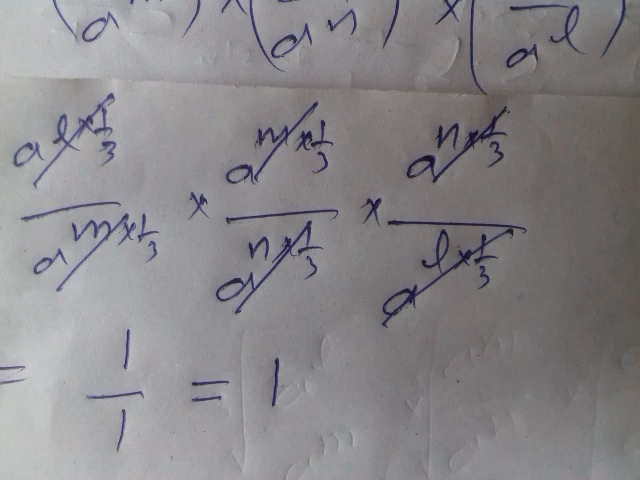 ( a^m ) × ( a^n ) × ( a^l )
a^{l×1/3} / a^{m×1/3} × a^{m×1/3} / a^{n×1/3} × a^{n×1/3} / a^{l×1/3}
= 1/1 = 1